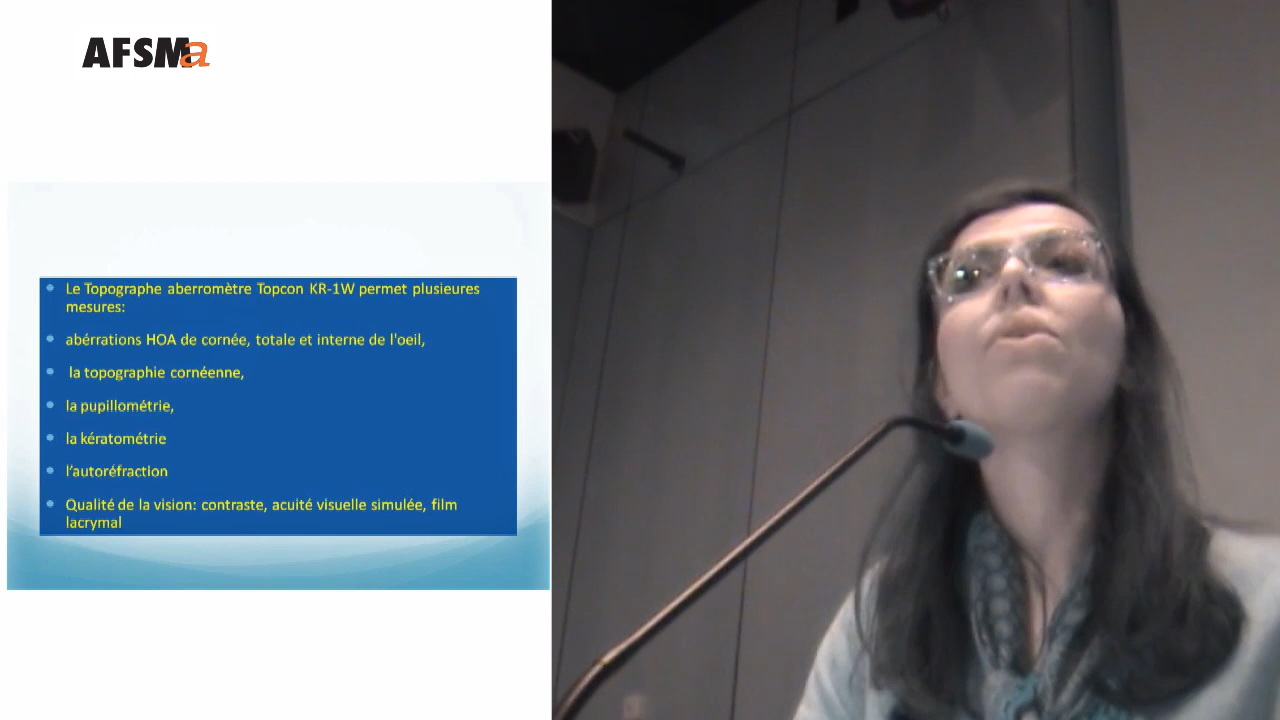 AFSMa
Le Topographe aberromètre Topcon KR-1W permet plusieures
mesures:
abérrations HOA de cornée, totale et interne de l'oeil,
la topographie cornéenne,
la pupillométrie,
la kératométrie
l'autoréfraction
Qualité de la vision: contraste, acuité visuelle simulée, film
lacrymal